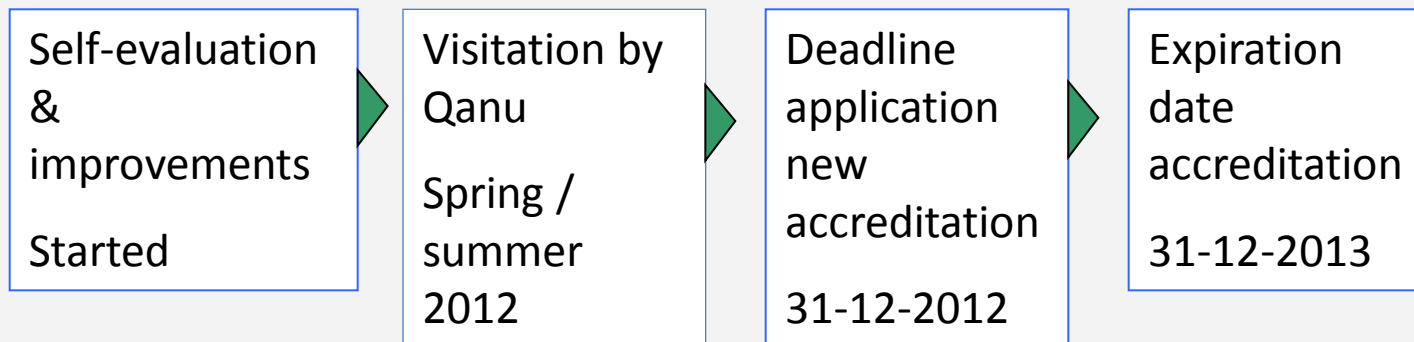 Self-evaluation
&
improvements
Started
Visitation by
Qanu
Spring /
summer
2012
Deadline
application
new
accreditation
31-12-2012
Expiration
date
accreditation
31-12-2013